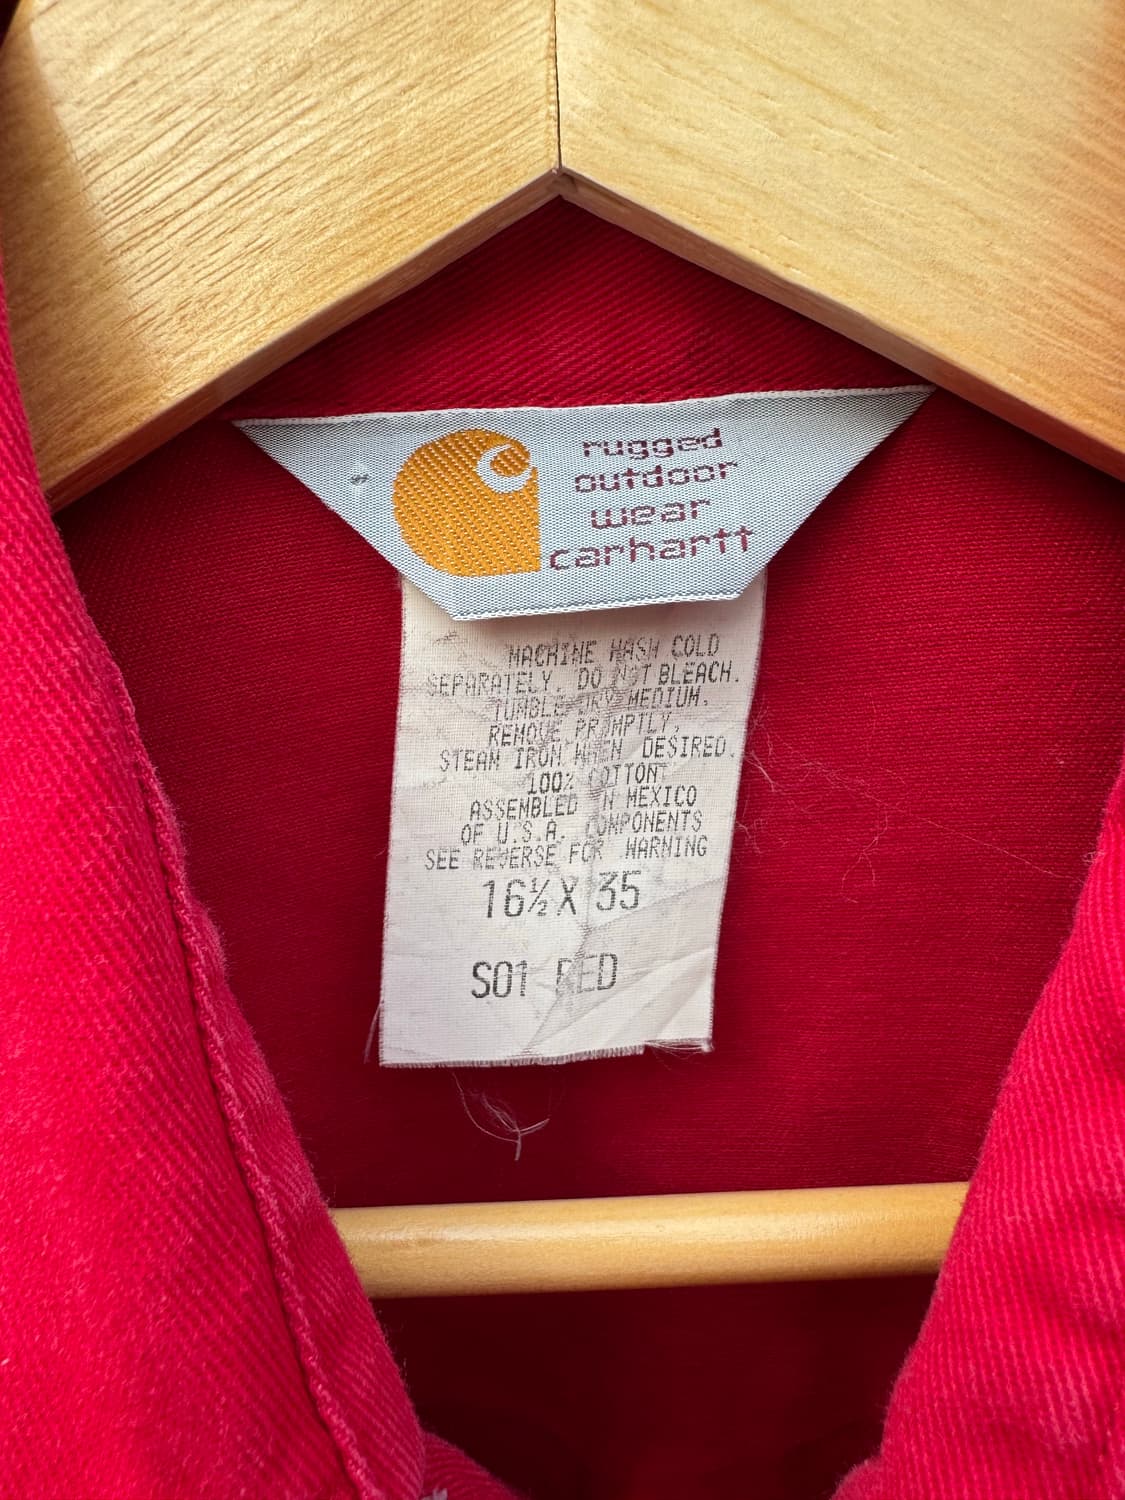 rugged
outdoor
wear
carhartt
MACHINE WASH COLD
SEPARATELY. DO NOT BLEACH.
TUMBLE DRY MEDIUM.
REMOVE PROMPTLY,
STEAM IRON WHEN DESIRED.
100% COTTON
ASSEMBLED IN MEXICO
OF U.S.A. COMPONENTS
SEE REVERSE FOR WARNING
16½ X 35
S01 RED